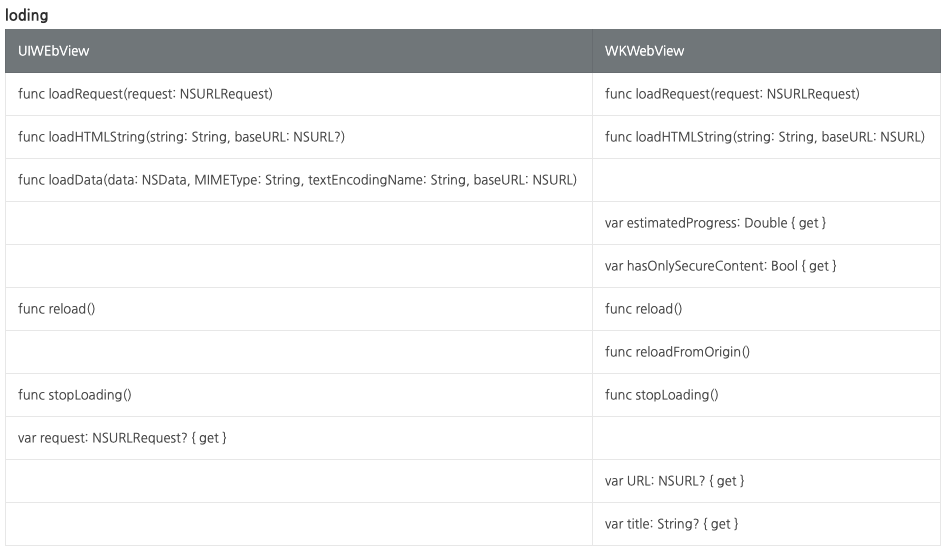 loding
UIWEbView WKWebView
func loadRequest(request: NSURLRequest) func loadRequest(request: NSURLRequest)
func loadHTMLString(string: String, baseURL: NSURL?) func loadHTMLString(string: String, baseURL: NSURL)
func loadData(data: NSData, MIMEType: String, textEncodingName: String, baseURL: NSURL)
var estimatedProgress: Double { get }
var hasOnlySecureContent: Bool { get }
func reload() func reload()
func reloadFromOrigin()
func stopLoading() func stopLoading()
var request: NSURLRequest? { get }
var URL: NSURL? { get }
var title: String? { get }